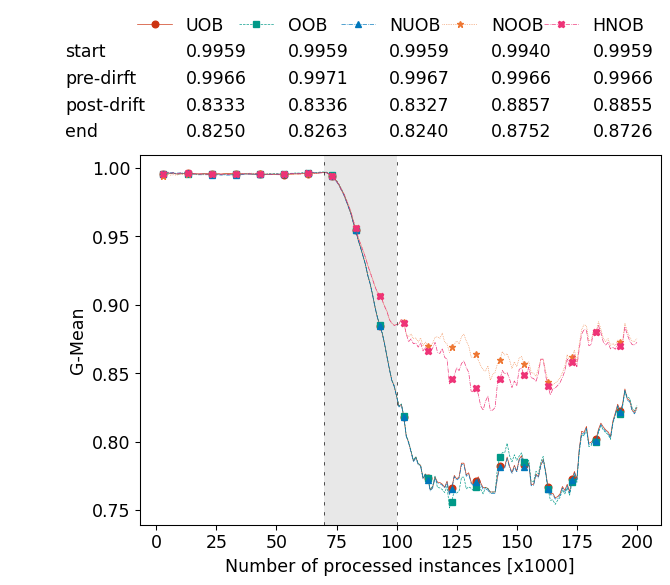 UOB OOB NUOB NOOB HNOB
start 0.9959 0.9959 0.9959 0.9940 0.9959
pre-dirft 0.9966 0.9971 0.9967 0.9966 0.9966
post-drift 0.8333 0.8336 0.8327 0.8857 0.8855
end 0.8250 0.8263 0.8240 0.8752 0.8726
1.00
0.95
0.90
0.85
0.80
0.75
G-Mean
0 25 50 75 100 125 150 175 200
Number of processed instances [x1000]